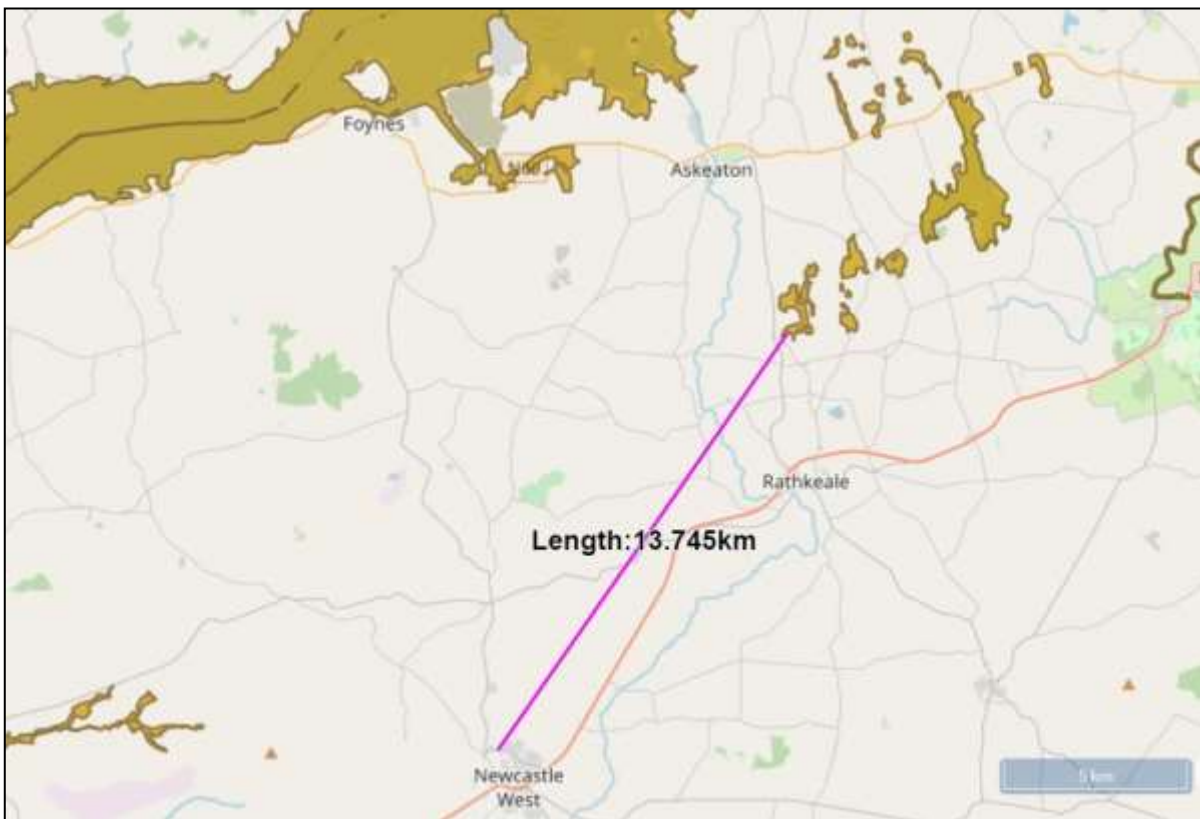 Foynes
Askeaton
Rathkeale
Length:13.745km
Newcastle
West
5 km